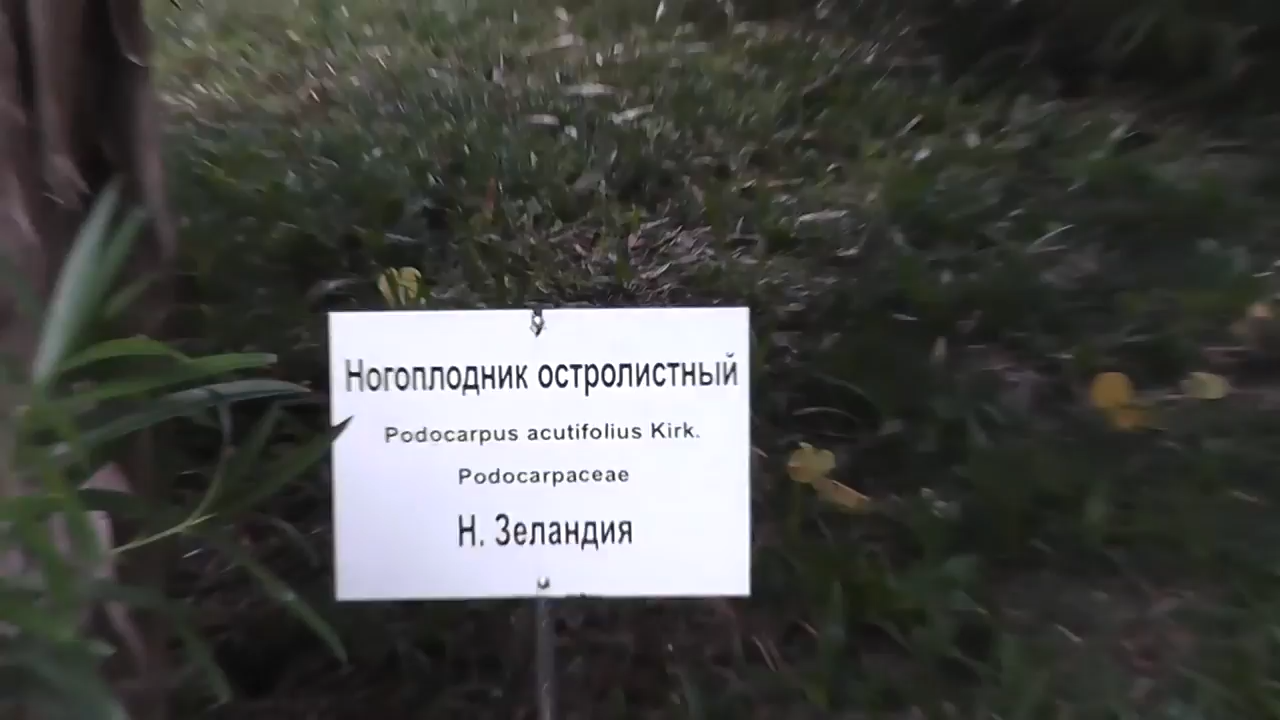 Ногоплодник остролистный
Podocarpus acutifolius Kirk.
Podocarpaceae
Н. Зеландия